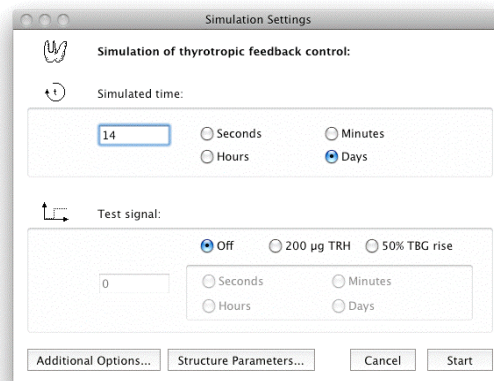 Simulation Settings
Simulation of thyrotropic feedback control:
t
Simulated time:
14
Seconds
Minutes
Hours
Days
Test signal:
Off
200 µg TRH
50% TBG rise
0
Seconds
Minutes
Hours
Days
Additional Options...
Structure Parameters...
Cancel
Start